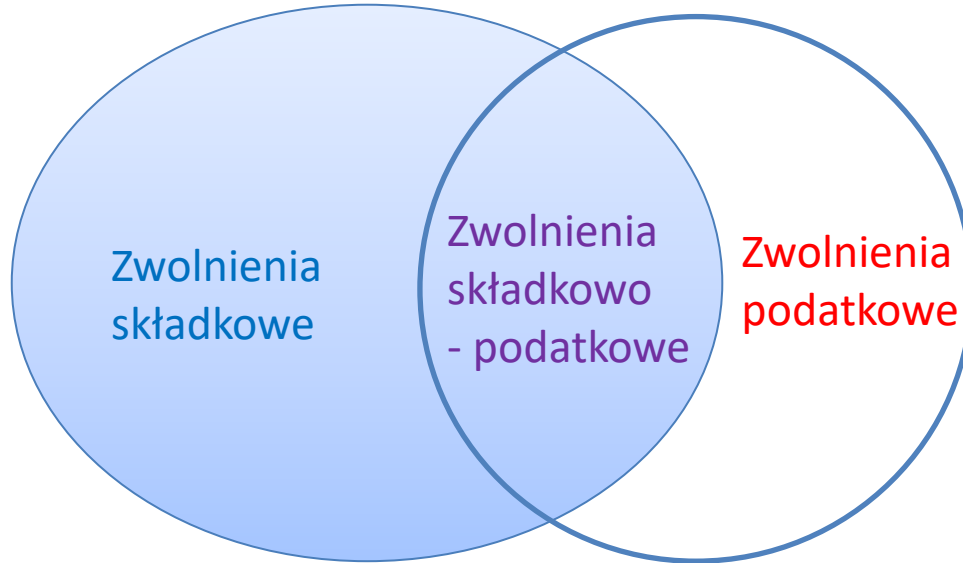 Zwolnienia
składkowe
Zwolnienia
składkowo
- podatkowe
Zwolnienia
podatkowe